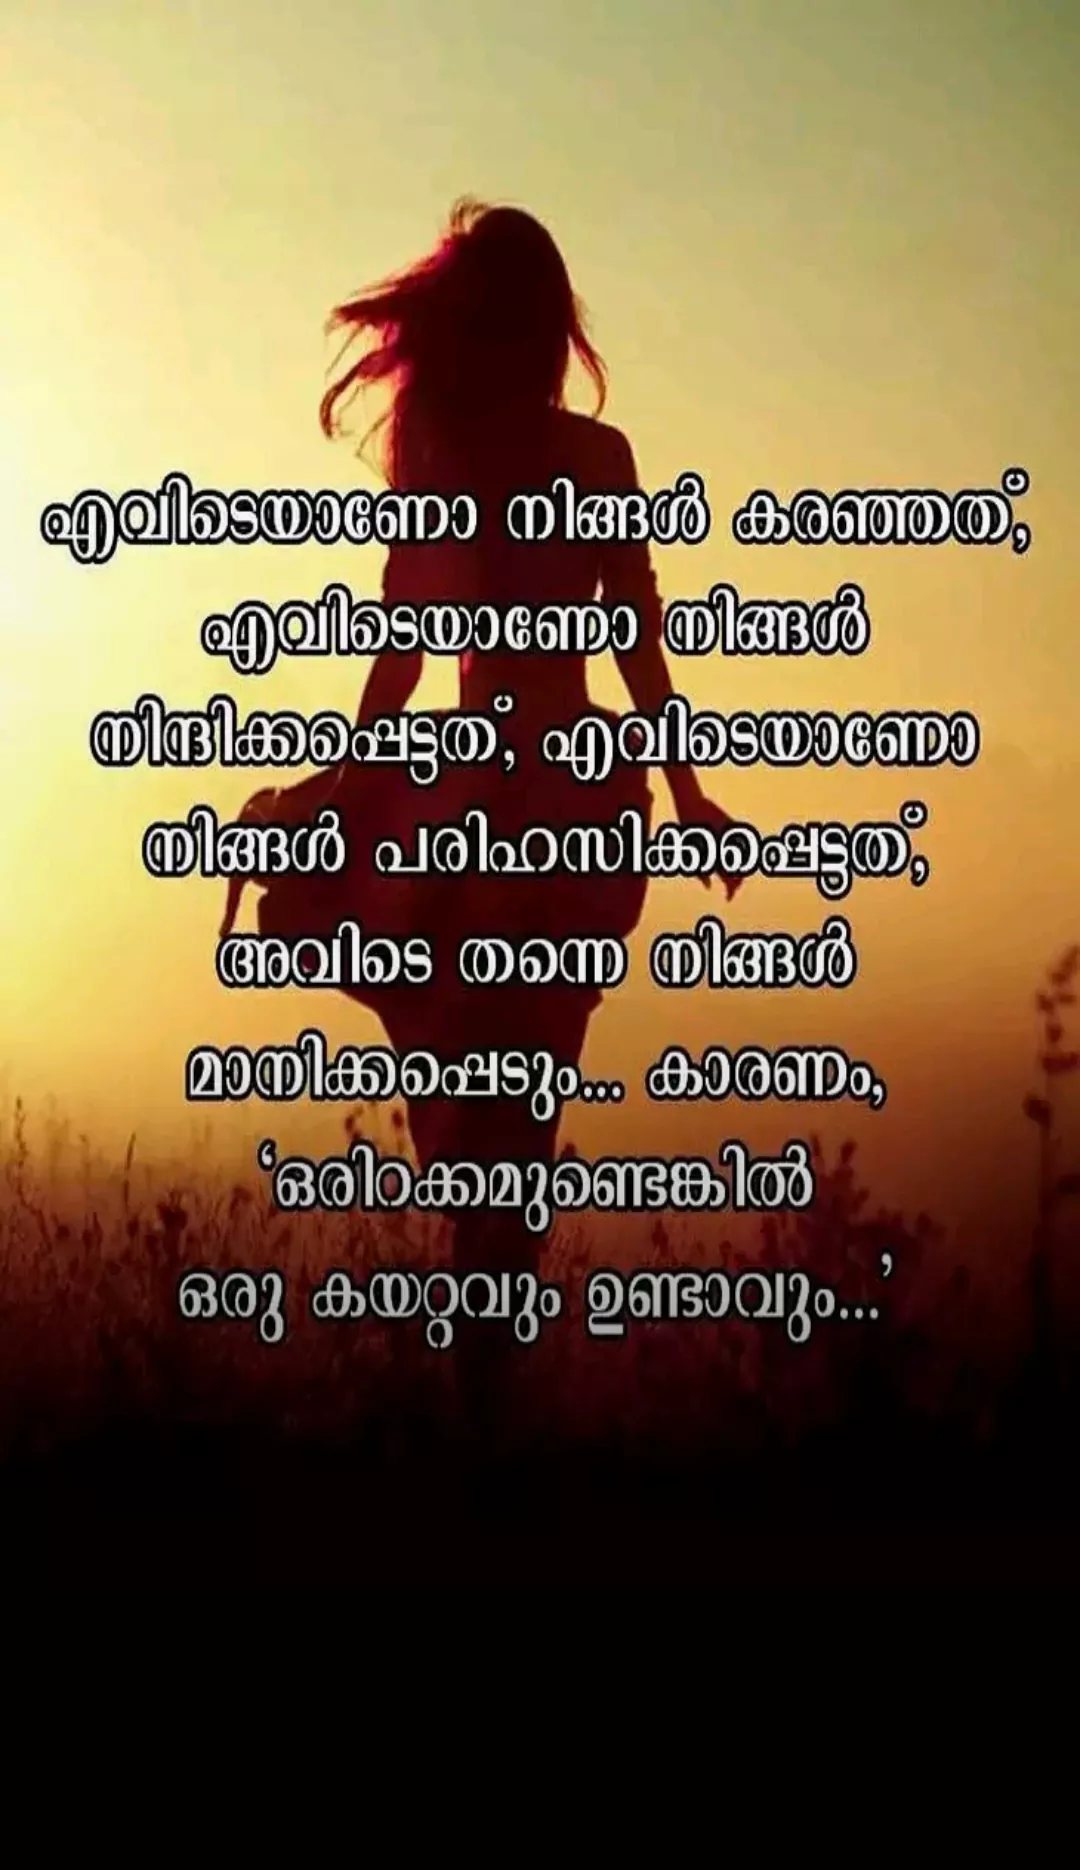 എവിടെയാണോ നിങ്ങൾ കരഞ്ഞത്,
എവിടെയാണോ നിങ്ങൾ
നിന്ദിക്കപ്പെട്ടത്, എവിടെയാണോ
നിങ്ങൾ പരിഹസിക്കപ്പെട്ടത്,
അവിടെ തന്നെ നിങ്ങൾ
മാനിക്കപ്പെടും... കാരണം,
‘ഒരിറക്കമുണ്ടെങ്കിൽ
ഒരു കയറ്റവും ഉണ്ടാവും...’